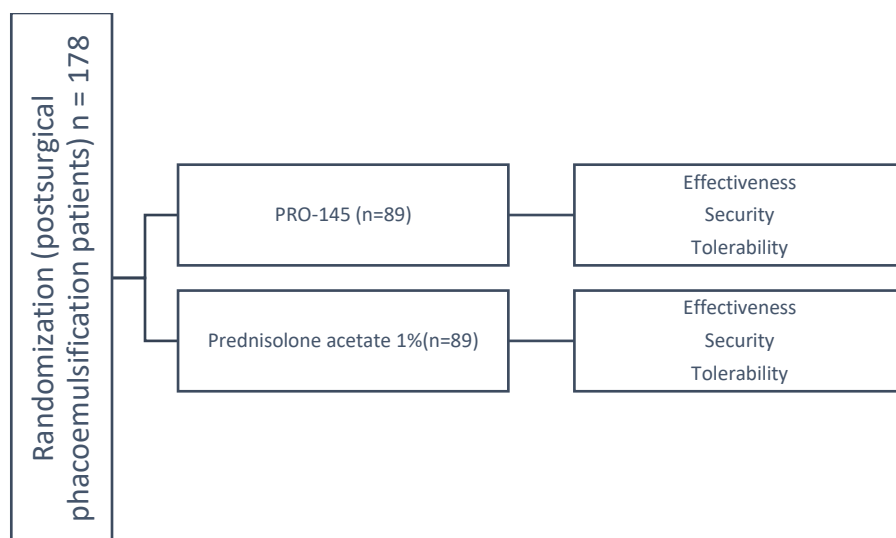 Randomization (postsurgical
phacoemulsification patients) n = 178
PRO-145 (n=89)
Effectiveness
Security
Tolerability
Prednisolone acetate 1%(n=89)
Effectiveness
Security
Tolerability